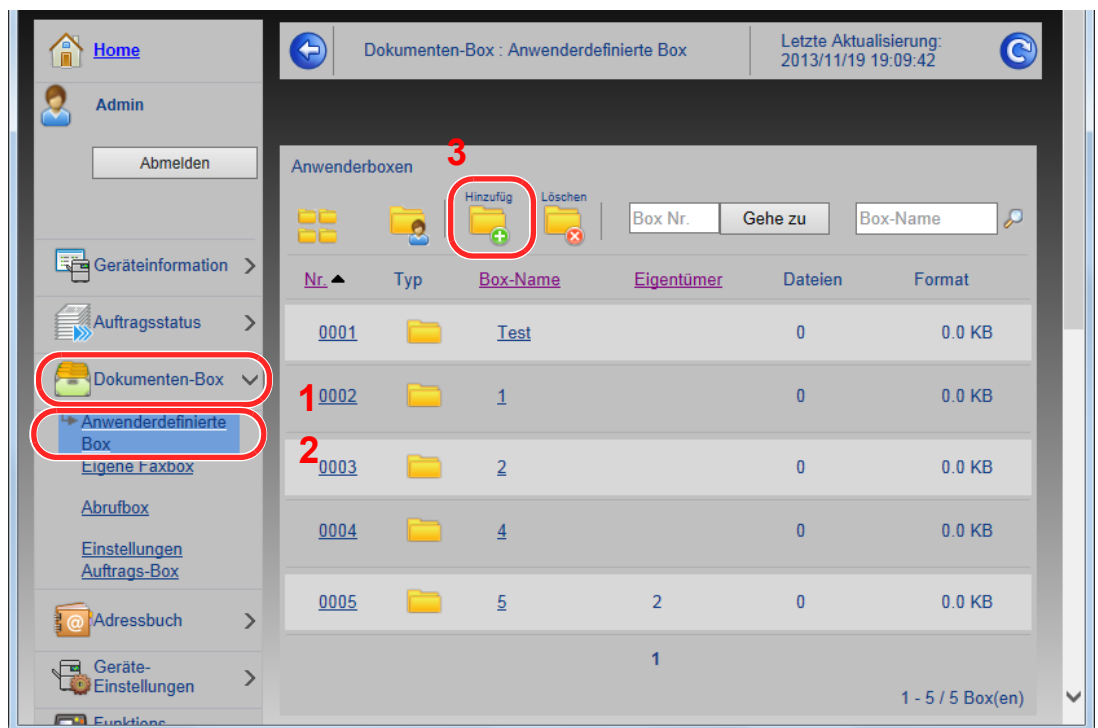 Home
Admin
Abmelden
Geräteinformation
Auftragsstatus
Dokumenten-Box
1
Anwenderdefinierte
Box
2
Eigene Faxbox
Abrufbox
Einstellungen
Auftrags-Box
Adressbuch
Geräte-
Einstellungen
Funktions
Dokumenten-Box : Anwenderdefinierte Box
Letzte Aktualisierung:
2013/11/19 19:09:42
Anwenderboxen
3
Hinzufüg Löschen
Box Nr. Gehe zu Box-Name
Nr. Typ Box-Name Eigentümer Dateien Format
0001 Test 0 0.0 KB
0002 1 0 0.0 KB
0003 2 0 0.0 KB
0004 4 0 0.0 KB
0005 5 2 0 0.0 KB
1
1 - 5 / 5 Box(en)